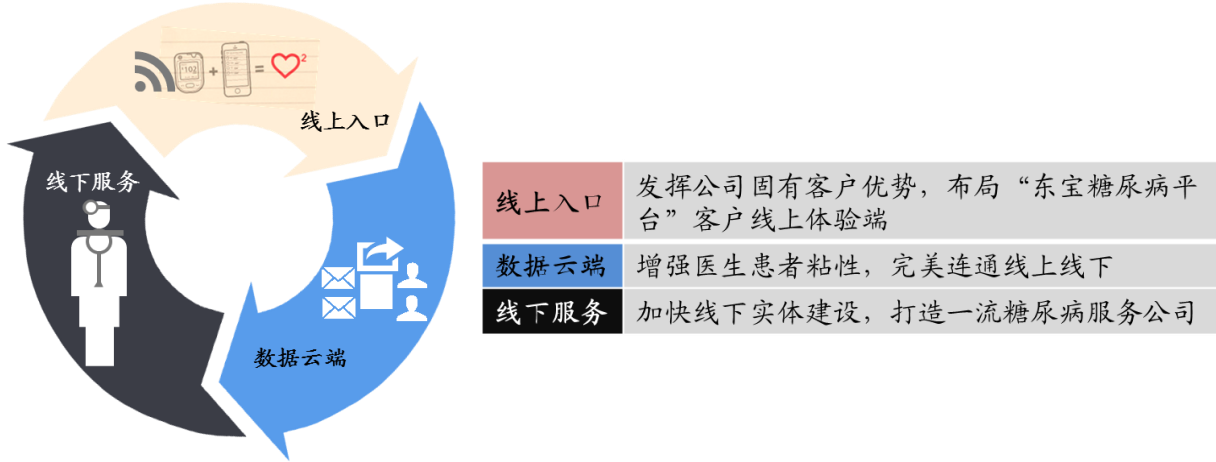 102
+
=
2
线上入口
线下服务
数据云端
线上入口
发挥公司固有客户优势，布局“东宝糖尿病平
台”客户线上体验端
数据云端
增强医生患者粘性，完美连通线上线下
线下服务
加快线下实体建设，打造一流糖尿病服务公司